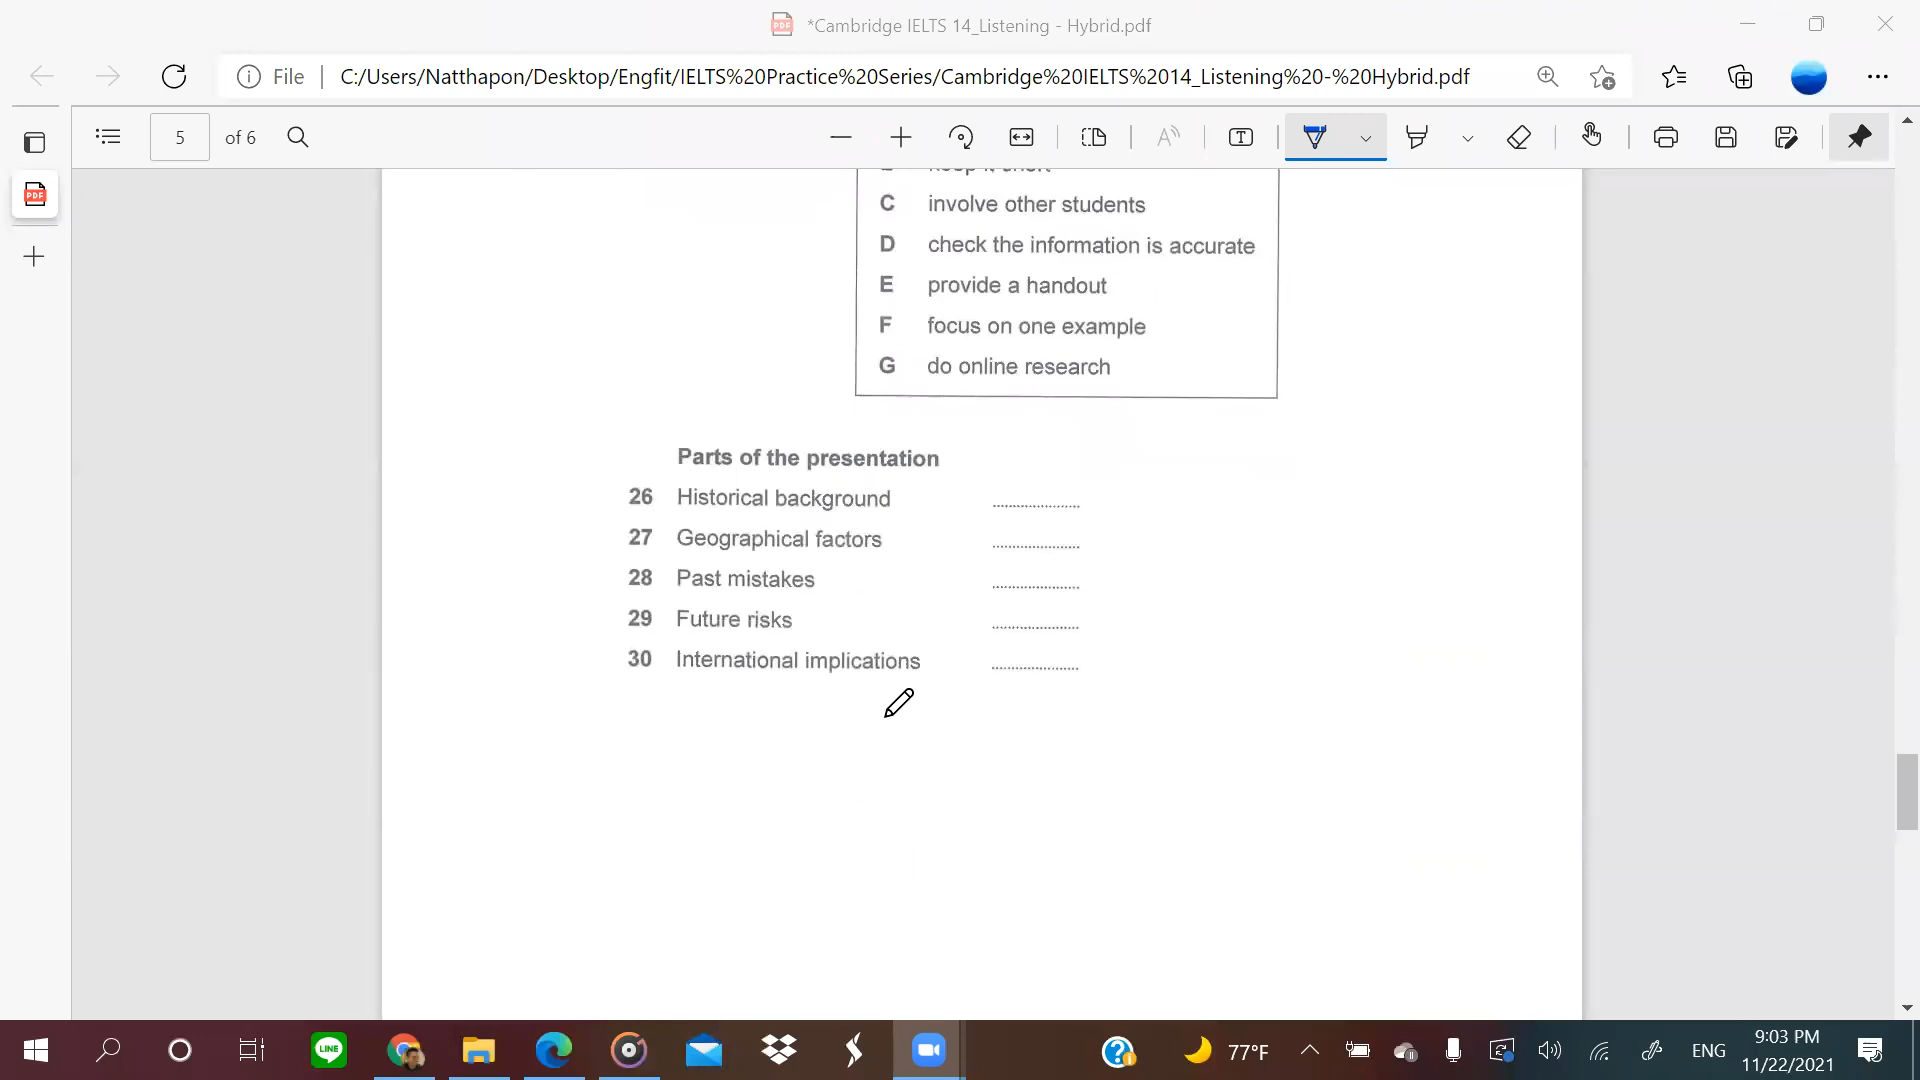 *Cambridge IELTS 14_Listening - Hybrid.pdf
File
C:/Users/Natthapon/Desktop/Engfit/IELTS%20Practice%20Series/Cambridge%20IELTS%2014_Listening%20-%20Hybrid.pdf
5 of 6
C involve other students
D check the information is accurate
E provide a handout
F focus on one example
G do online research
Parts of the presentation
26 Historical background ....................
27 Geographical factors ....................
28 Past mistakes ....................
29 Future risks ....................
30 International implications ....................
LINE
77°F
ENG
9:03 PM
11/22/2021